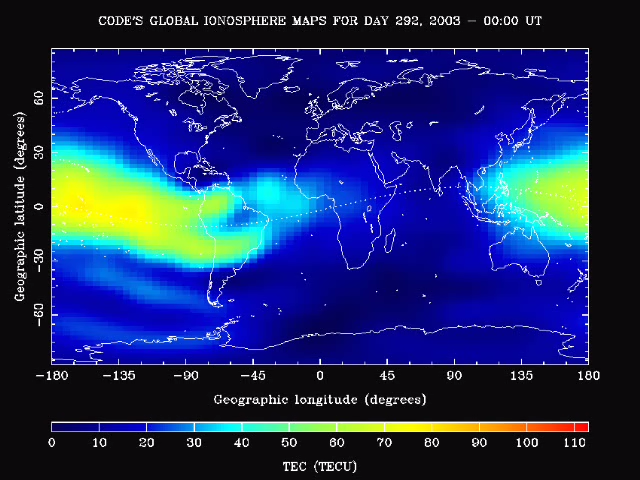 CODE'S GLOBAL IONOSPHERE MAPS FOR DAY 292, 2003 – 00:00 UT
Geographic latitude (degrees)
60
30
0
−30
−60
−180 −135 −90 −45 0 45 90 135 180
Geographic longitude (degrees)
0 10 20 30 40 50 60 70 80 90 100 110
TEC (TECU)